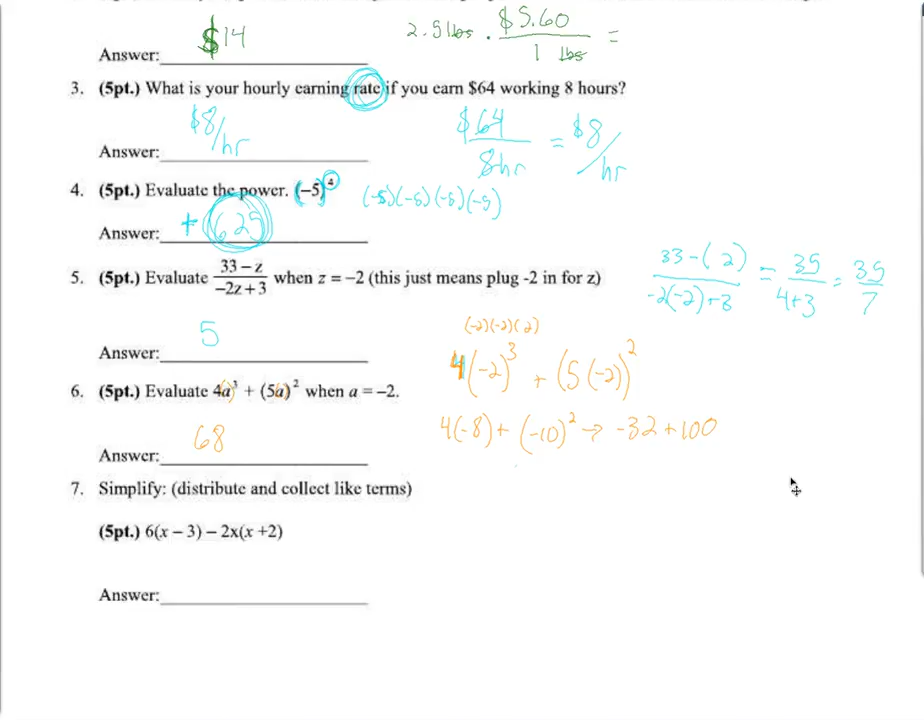 $14
2.5 lbs · $5.60 / 1 lbs =
Answer:
3. (5pt.) What is your hourly earning rate if you earn $64 working 8 hours?
$8/hr
$64 / 8hr = $8/hr
Answer:
4. (5pt.) Evaluate the power. (−5)⁴
(-5)(-5)(-5)(-5)
+625
Answer:
5. (5pt.) Evaluate (33 – z)/(–2z + 3) when z = −2 (this just means plug -2 in for z)
33-(2) / -2(-2)+3 = 35 / 4+3 = 35 / 7
5
Answer:
(-2)(-2)(2)
4(-2)³ + (5(-2))²
6. (5pt.) Evaluate 4a³ + (5a)² when a = −2.
4(-8) + (-10)² → -32 + 100
68
Answer:
7. Simplify: (distribute and collect like terms)
(5pt.) 6(x – 3) – 2x(x +2)
Answer: